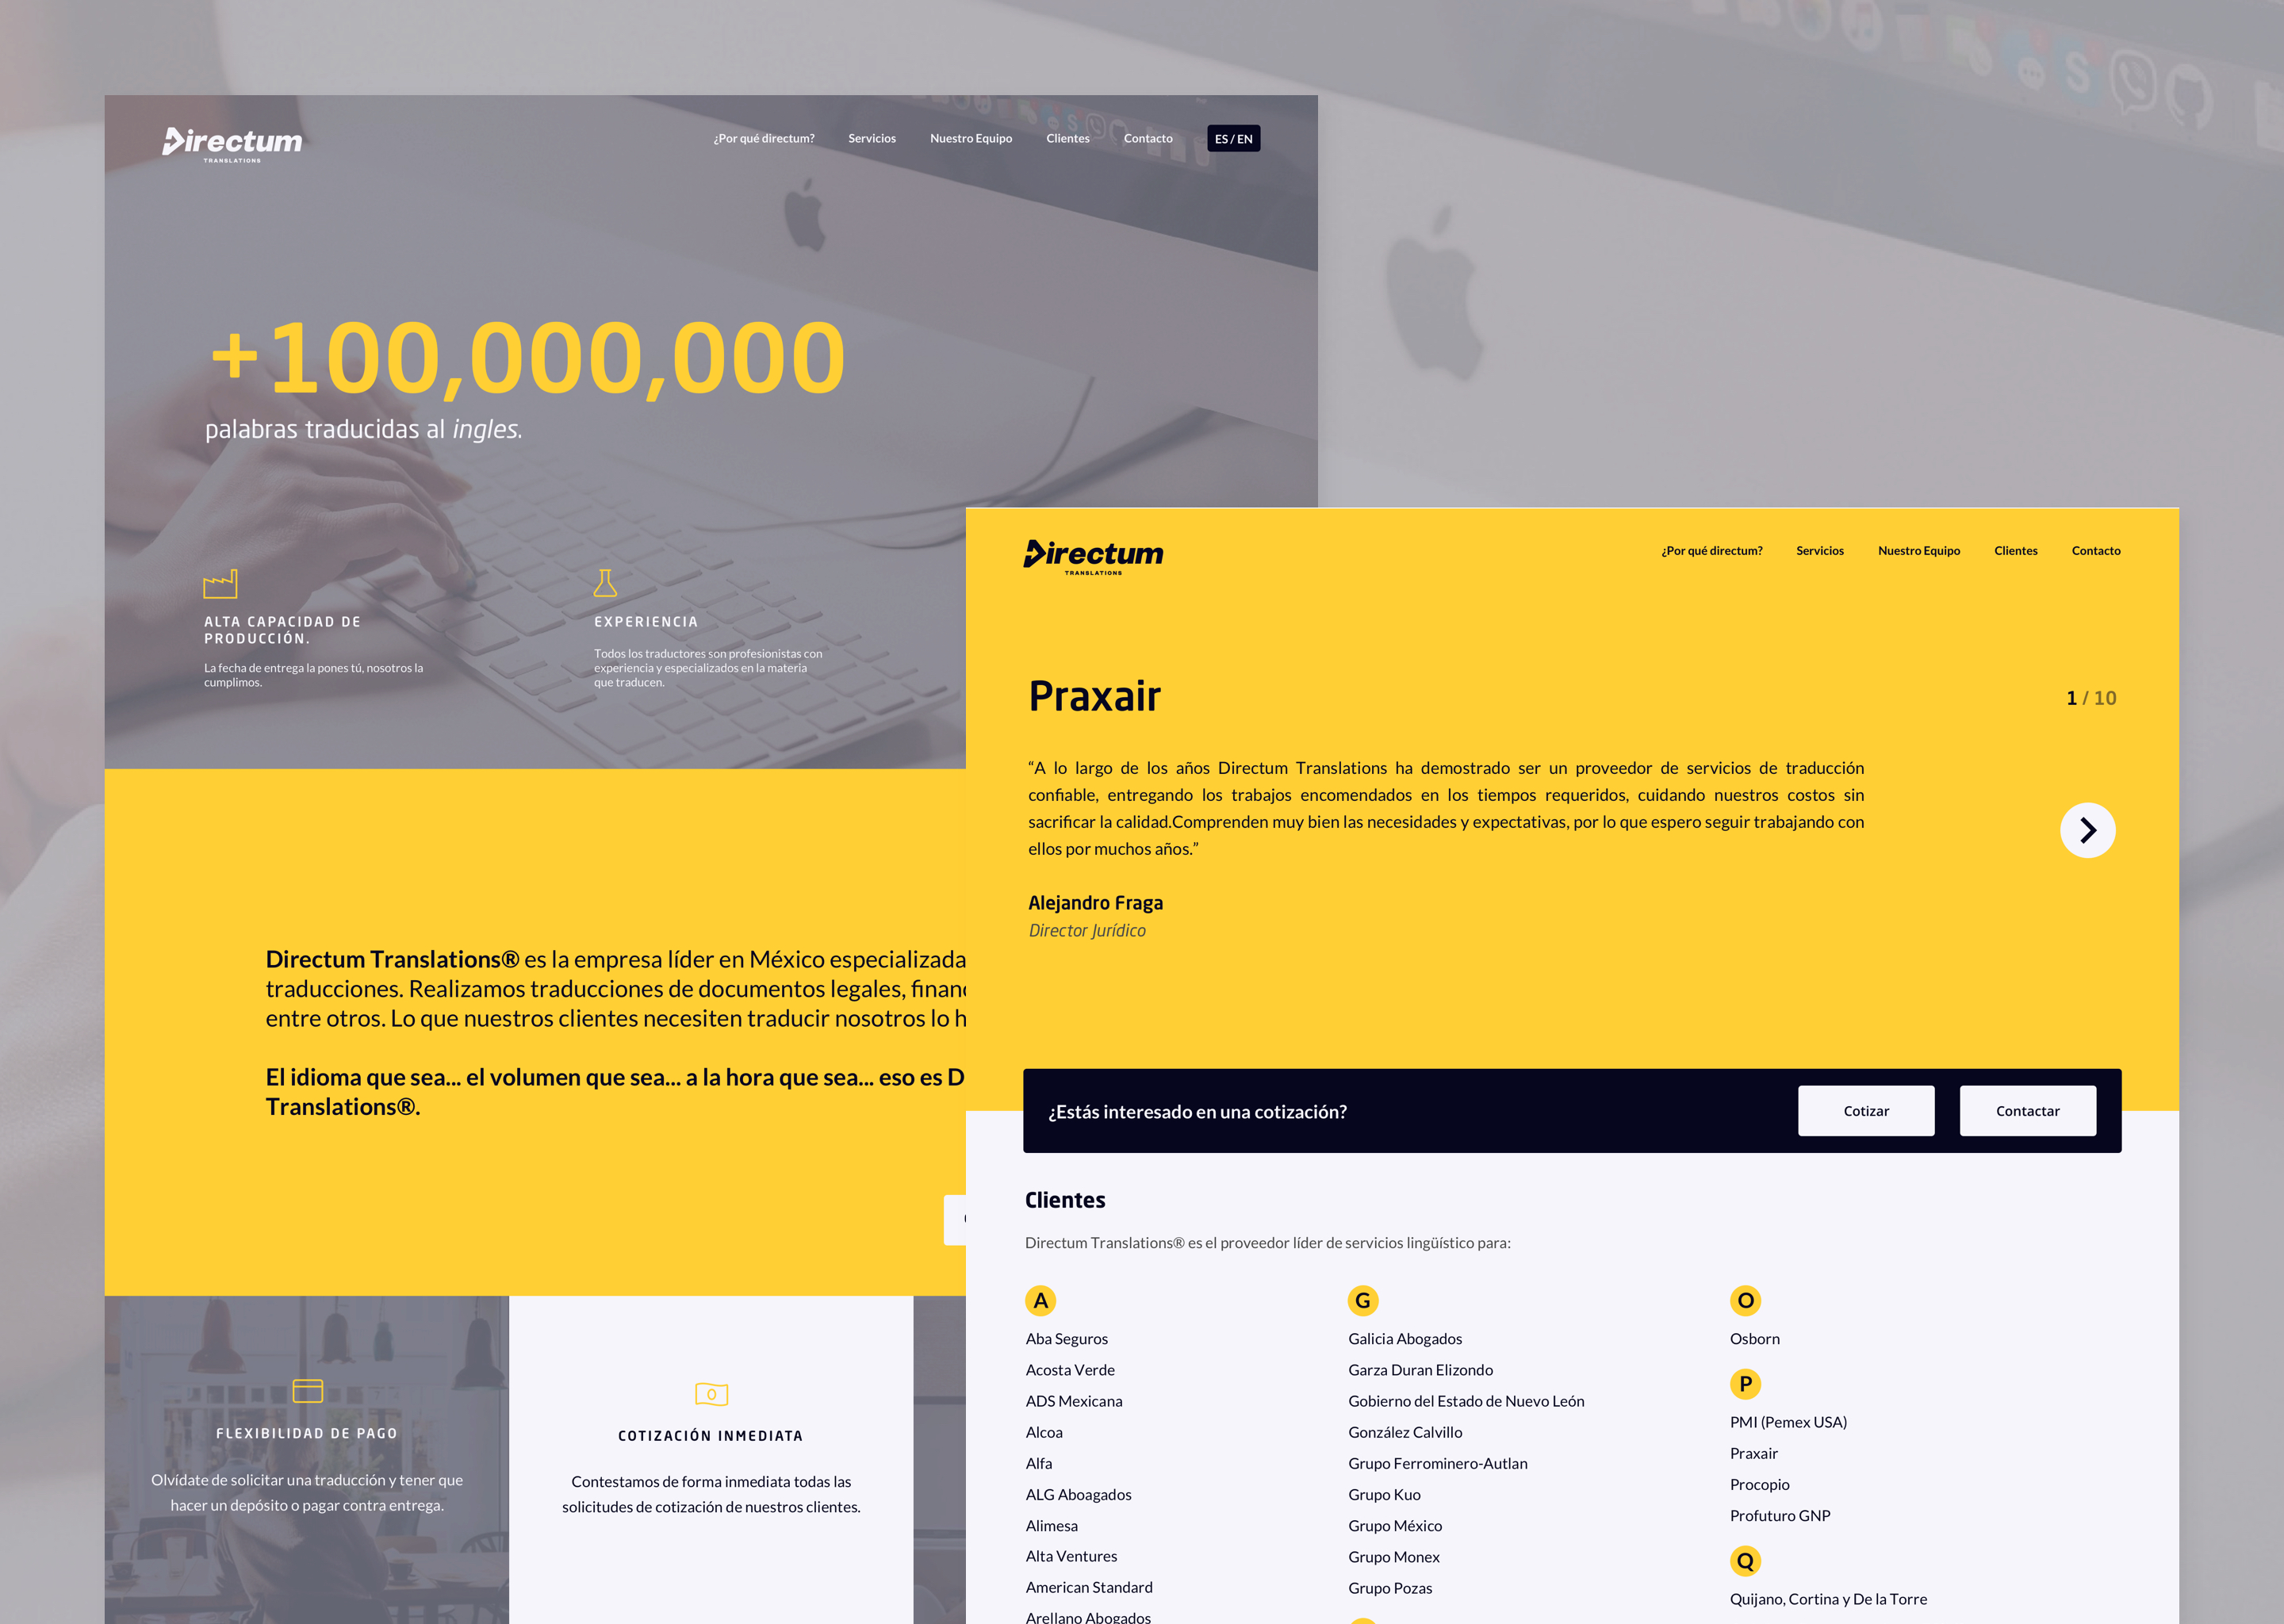 Directum
TRANSLATIONS
¿Por qué directum?
Servicios
Nuestro Equipo
Clientes
Contacto
ES / EN
+100,000,000
palabras traducidas al ingles.
ALTA CAPACIDAD DE
PRODUCCIÓN.
La fecha de entrega la pones tú, nosotros la
cumplimos.
EXPERIENCIA
Todos los traductores son profesionistas con
experiencia y especializados en la materia
que traducen.
Directum Translations® es la empresa líder en México especializada
traducciones. Realizamos traducciones de documentos legales,
entre otros. Lo que nuestros clientes necesiten traducir nosotros lo
El idioma que sea... el volumen que sea... a la hora que sea... eso es
Translations®.
FLEXIBILIDAD DE PAGO
Olvídate de solicitar una traducción y tener que
hacer un depósito o pagar contra entrega.
COTIZACIÓN INMEDIATA
Contestamos de forma inmediata todas las
solicitudes de cotización de nuestros clientes.
Directum
TRANSLATIONS
¿Por qué directum?
Servicios
Nuestro Equipo
Clientes
Contacto
Praxair
1 / 10
“A lo largo de los años Directum Translations ha demostrado ser un proveedor de servicios de traducción
confiable, entregando los trabajos encomendados en los tiempos requeridos, cuidando nuestros costos sin
sacrificar la calidad.Comprenden muy bien las necesidades y expectativas, por lo que espero seguir trabajando con
ellos por muchos años.”
Alejandro Fraga
Director Jurídico
¿Estás interesado en una cotización?
Cotizar
Contactar
Clientes
Directum Translations® es el proveedor líder de servicios lingüístico para:
A
Aba Seguros
Acosta Verde
ADS Mexicana
Alcoa
Alfa
ALG Aboagados
Alimesa
Alta Ventures
American Standard
Arellano Abogados
G
Galicia Abogados
Garza Duran Elizondo
Gobierno del Estado de Nuevo León
González Calvillo
Grupo Ferrominero-Autlan
Grupo Kuo
Grupo México
Grupo Monex
Grupo Pozas
O
Osborn
P
PMI (Pemex USA)
Praxair
Procopio
Profuturo GNP
Q
Quijano, Cortina y De la Torre